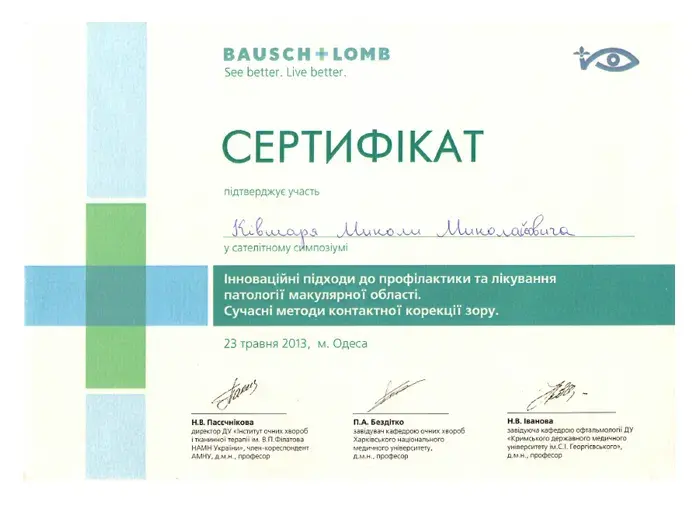 BAUSCH+LOMB
See better. Live better.
СЕРТИФІКАТ
підтверджує участь
Ківмаря Миколи Миколайовича
у сателітному симпозіумі
Інноваційні підходи до профілактики та лікування
патології макулярної області.
Сучасні методи контактної корекції зору.
23 травня 2013, м. Одеса
Н.В. Пасєчнікова
директор ДУ «Інститут очних хвороб
і тканинної терапії ім. В.П.Філатова
НАМН України», член-кореспондент
АМНУ, д.м.н., професор
П.А. Бездітко
завідувач кафедрою очних хвороб
Харківського національного
медичного університету,
д.м.н., професор
Н.В. Іванова
завідуюча кафедрою офтальмології ДУ
«Кримського державного медичного
університету ім.С.І. Георгієвського»,
д.м.н., професор